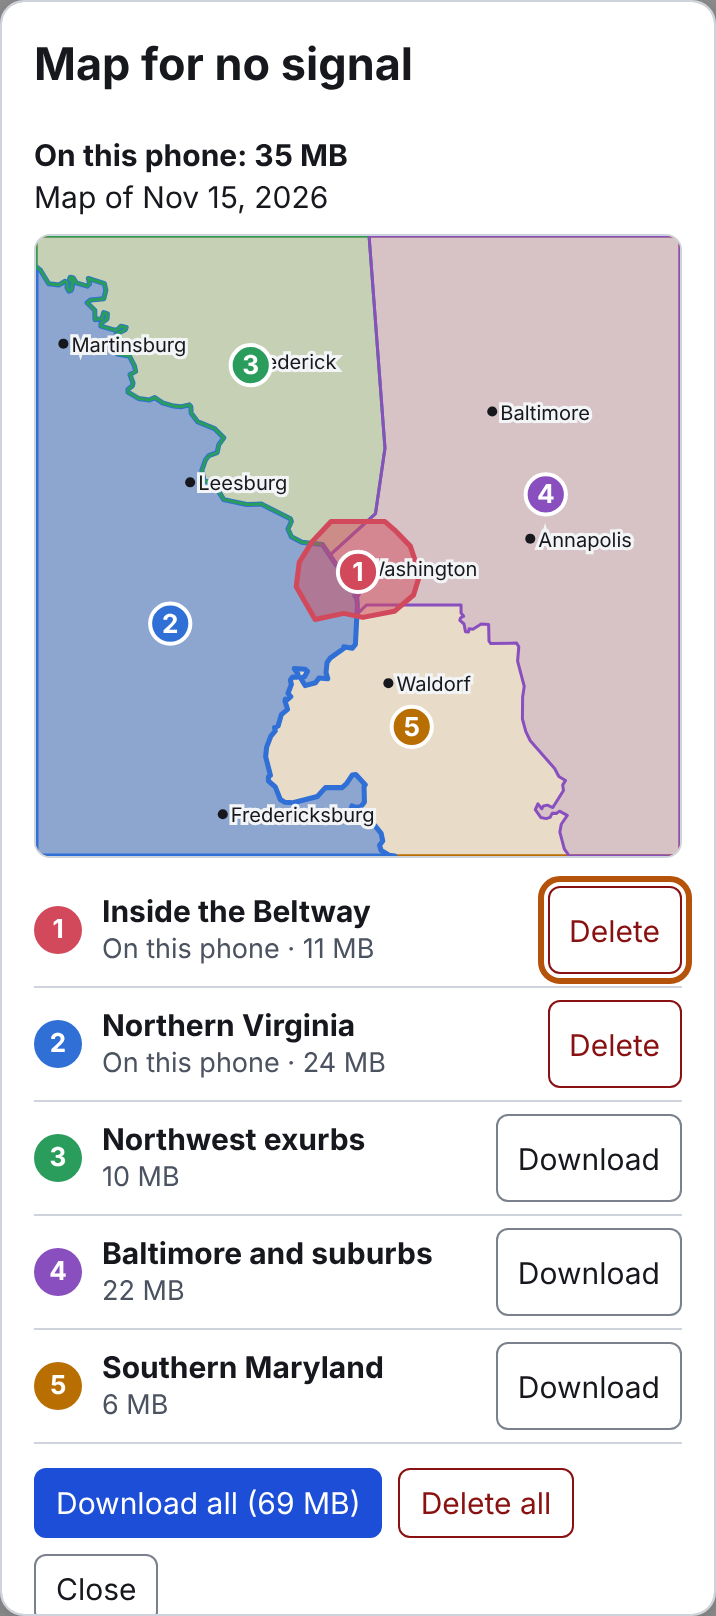 Map for no signal
On this phone: 35 MB
Map of Nov 15, 2026
Martinsburg
3
Baltimore
Leesburg
4
Annapolis
1
2
Waldorf
5
Fredericksburg
1
Inside the Beltway
On this phone · 11 MB
Delete
2
Northern Virginia
On this phone · 24 MB
Delete
3
Northwest exurbs
10 MB
Download
4
Baltimore and suburbs
22 MB
Download
5
Southern Maryland
6 MB
Download
Download all (69 MB)
Delete all
Close